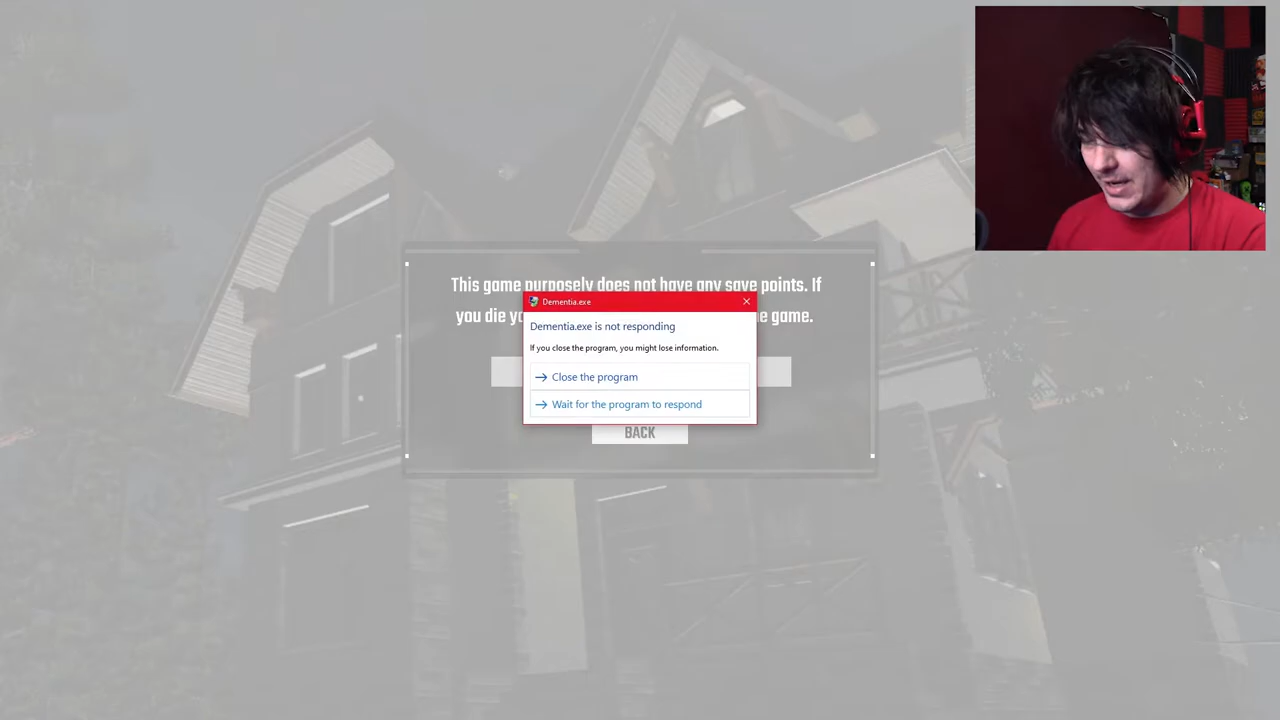 This game purposely does not have any save points. If
you die yo
e game.
Dementia.exe
Dementia.exe is not responding
If you close the program, you might lose information.
Close the program
Wait for the program to respond
BACK